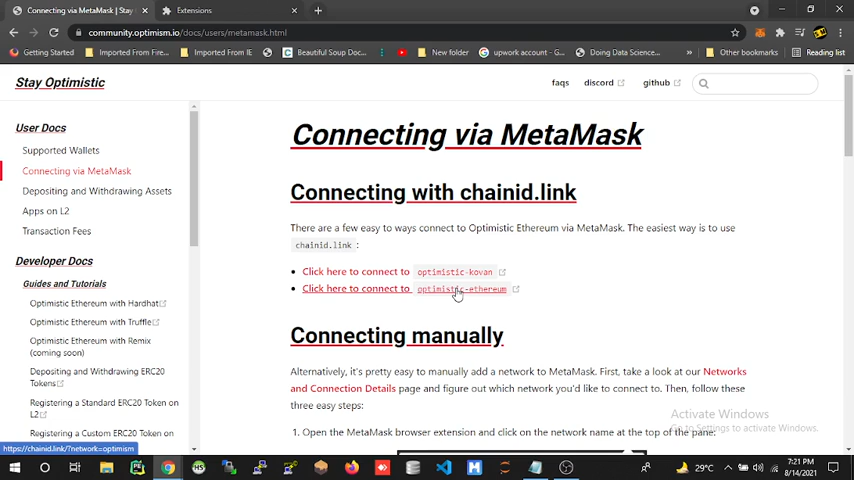 Connecting via MetaMask | Stay O
Extensions
community.optimism.io/docs/users/metamask.html
Getting Started
Imported From Fire...
Imported From IE
Beautiful Soup Doc...
New folder
upwork account - G...
Doing Data Science...
Other bookmarks
Reading list
Stay Optimistic
faqs
discord
github
User Docs
Supported Wallets
Connecting via MetaMask
Depositing and Withdrawing Assets
Apps on L2
Transaction Fees
Developer Docs
Guides and Tutorials
Optimistic Ethereum with Hardhat
Optimistic Ethereum with Truffle
Optimistic Ethereum with Remix
(coming soon)
Depositing and Withdrawing ERC20
Tokens
Registering a Standard ERC20 Token on
L2
Registering a Custom ERC20 Token on
https://chainid.link/?network=optimism
Connecting via MetaMask
Connecting with chainid.link
There are a few easy to ways connect to Optimistic Ethereum via MetaMask. The easiest way is to use
chainid.link :
• Click here to connect to optimistic-kovan
• Click here to connect to optimistic-ethereum
Connecting manually
Alternatively, it's pretty easy to manually add a network to MetaMask. First, take a look at our Networks
and Connection Details page and figure out which network you'd like to connect to. Then, follow these
three easy steps:
1. Open the MetaMask browser extension and click on the network name at the top of the pane:
Activate Windows
Go to Settings to activate Windows.
29°C
7:21 PM
8/14/2021